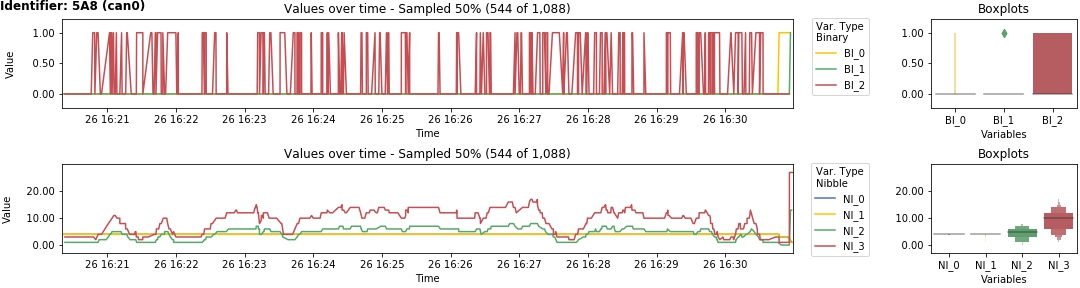 Identifier: 5A8 (can0)
Values over time - Sampled 50% (544 of 1,088)
Value
1.00
0.50
0.00
26 16:21 26 16:22 26 16:23 26 16:24 26 16:25 26 16:26 26 16:27 26 16:28 26 16:29 26 16:30
Time
Var. Type
Binary
BI_0
BI_1
BI_2
Boxplots
1.00
0.50
0.00
BI_0 BI_1 BI_2
Variables
Values over time - Sampled 50% (544 of 1,088)
Value
20.00
10.00
0.00
26 16:21 26 16:22 26 16:23 26 16:24 26 16:25 26 16:26 26 16:27 26 16:28 26 16:29 26 16:30
Time
Var. Type
Nibble
NI_0
NI_1
NI_2
NI_3
Boxplots
20.00
10.00
0.00
NI_0 NI_1 NI_2 NI_3
Variables